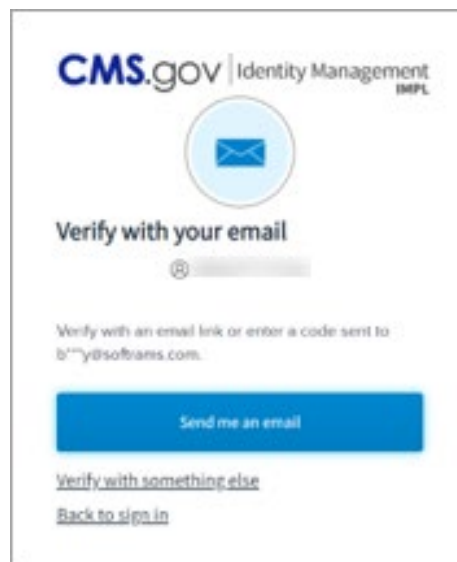 CMS.gov | Identity Management
IMPL
Verify with your email
Verify with an email link or enter a code sent to
b***y@softrams.com.
Send me an email
Verify with something else
Back to sign in